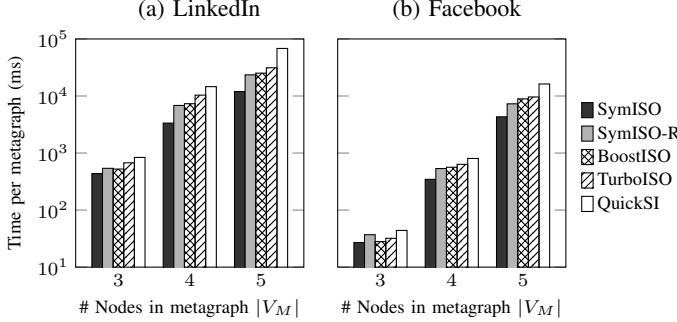 (a) LinkedIn
(b) Facebook
Time per metagraph (ms)
10^5
10^4
10^3
10^2
10^1
3 4 5
3 4 5
# Nodes in metagraph |V_M|
# Nodes in metagraph |V_M|
SymISO
SymISO-R
BoostISO
TurboISO
QuickSI